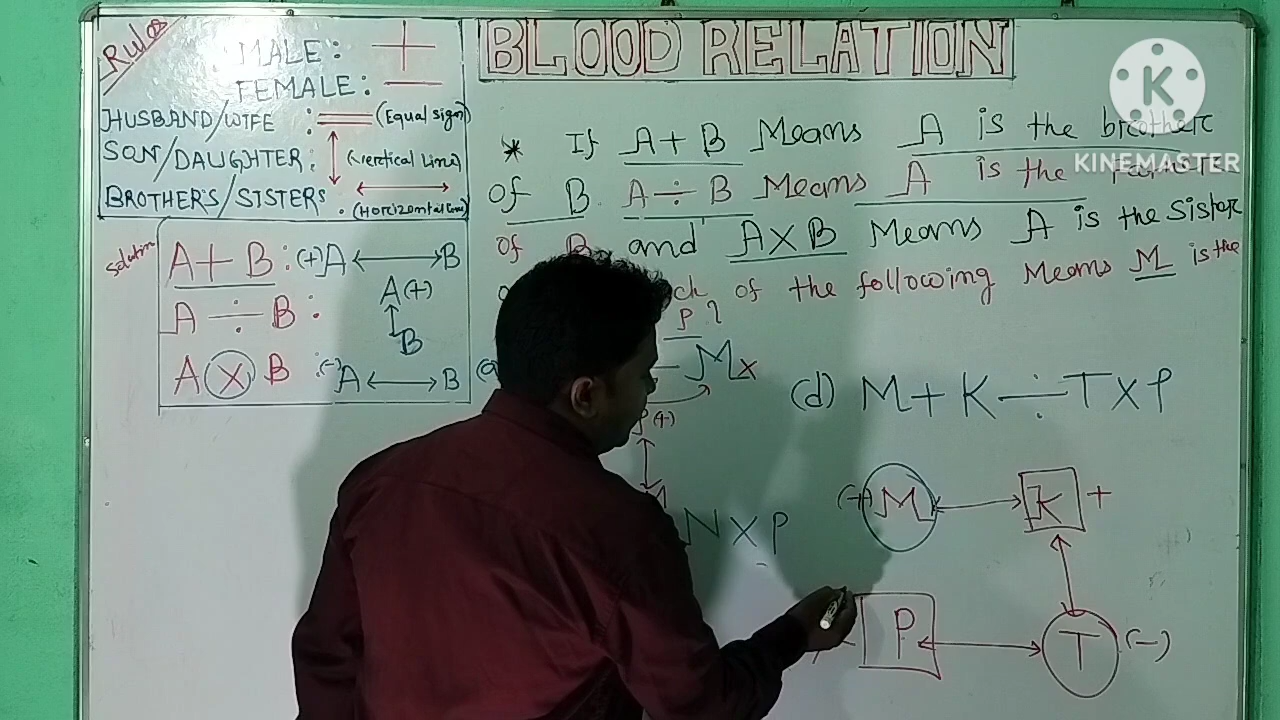 Rules
MALE: +
FEMALE: —
HUSBAND/WIFE : = (Equal sign)
SON/DAUGHTER: ↕ (Vertical Line)
BROTHER'S/SISTERS. ↔ (Horizontal Line)
BLOOD RELATION
* If A+B Means A is the brother
of B. A÷B Means A is the
of B and A×B Means A is the Sister
of the following Means M is the
P?
Solution
A+B : (+)A ↔ B
A÷B :
A(+)
↕
B
A × B : (-)A ↔ B
M ×
(+)
N × P
(d) M+K÷T×P
(+) M ↔ K +
P ↔ T (-)
K
KINEMASTER